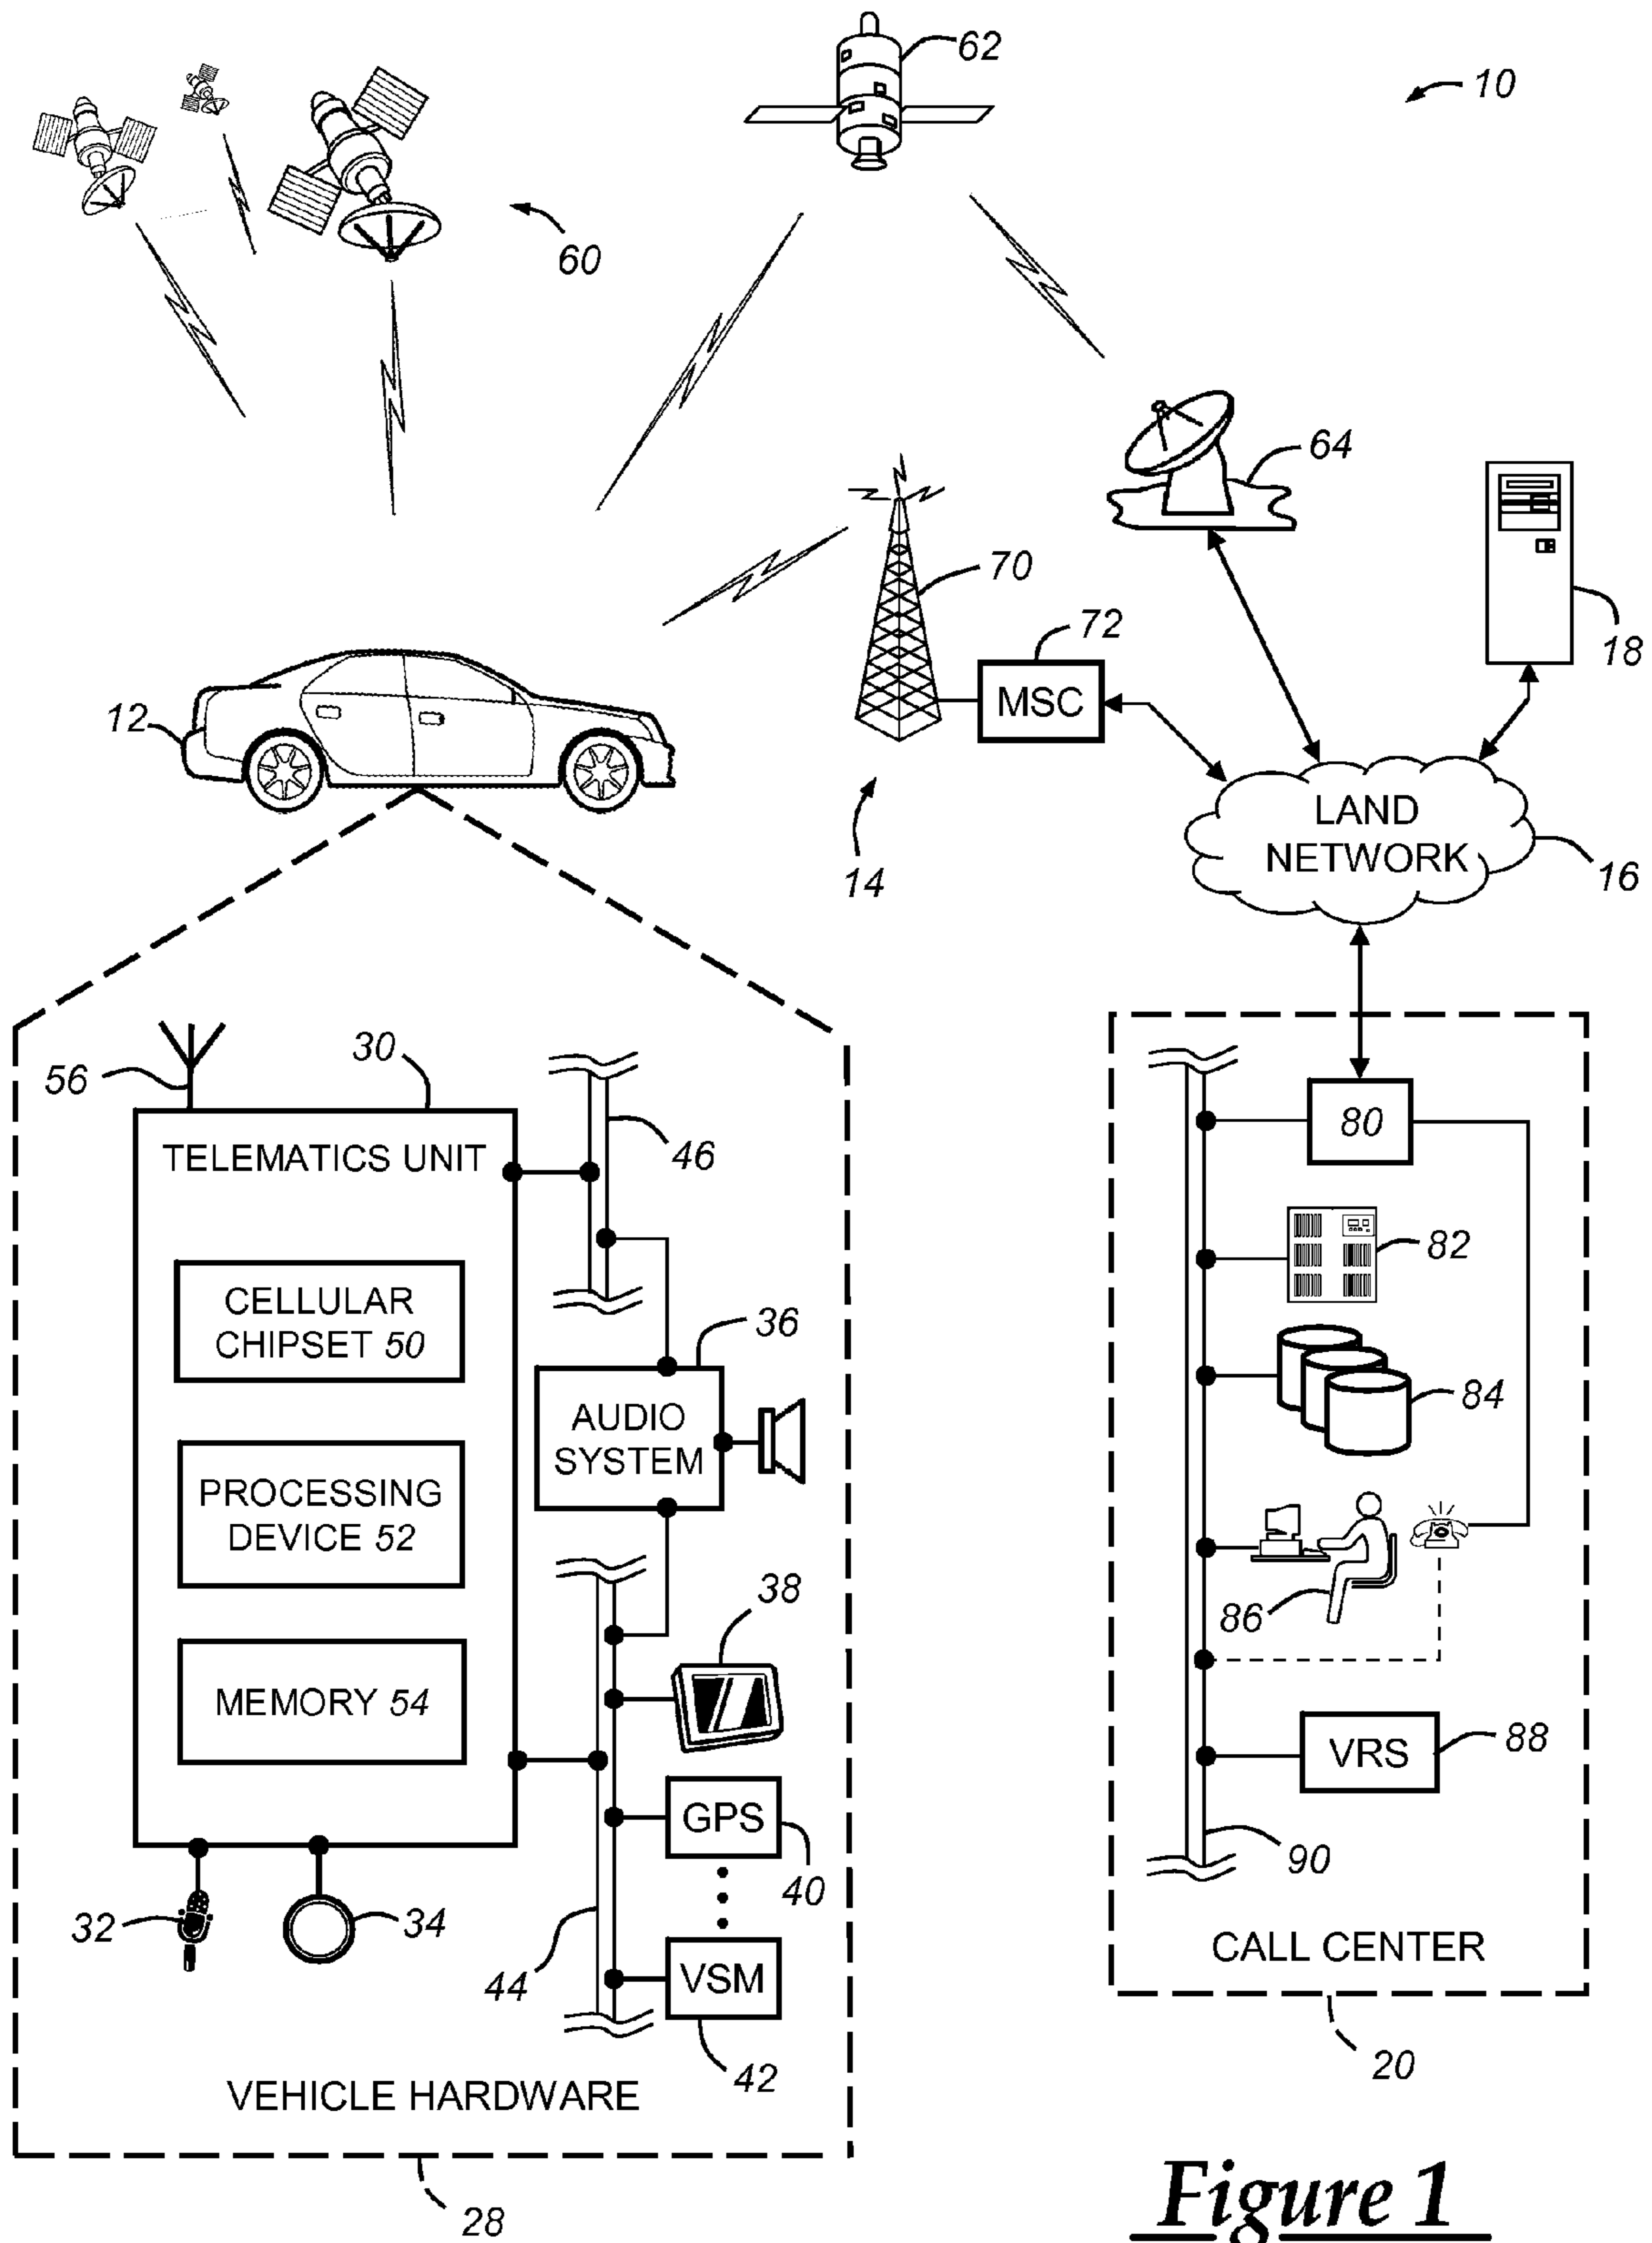 62
10
60
64
70
72
18
12
MSC
LAND
NETWORK
14
16
30
56
TELEMATICS UNIT
46
80
CELLULAR
CHIPSET 50
36
82
AUDIO
SYSTEM
84
PROCESSING
DEVICE 52
38
86
MEMORY 54
VRS
88
GPS
40
90
32
34
44
VSM
CALL CENTER
42
20
VEHICLE HARDWARE
28
Figure 1